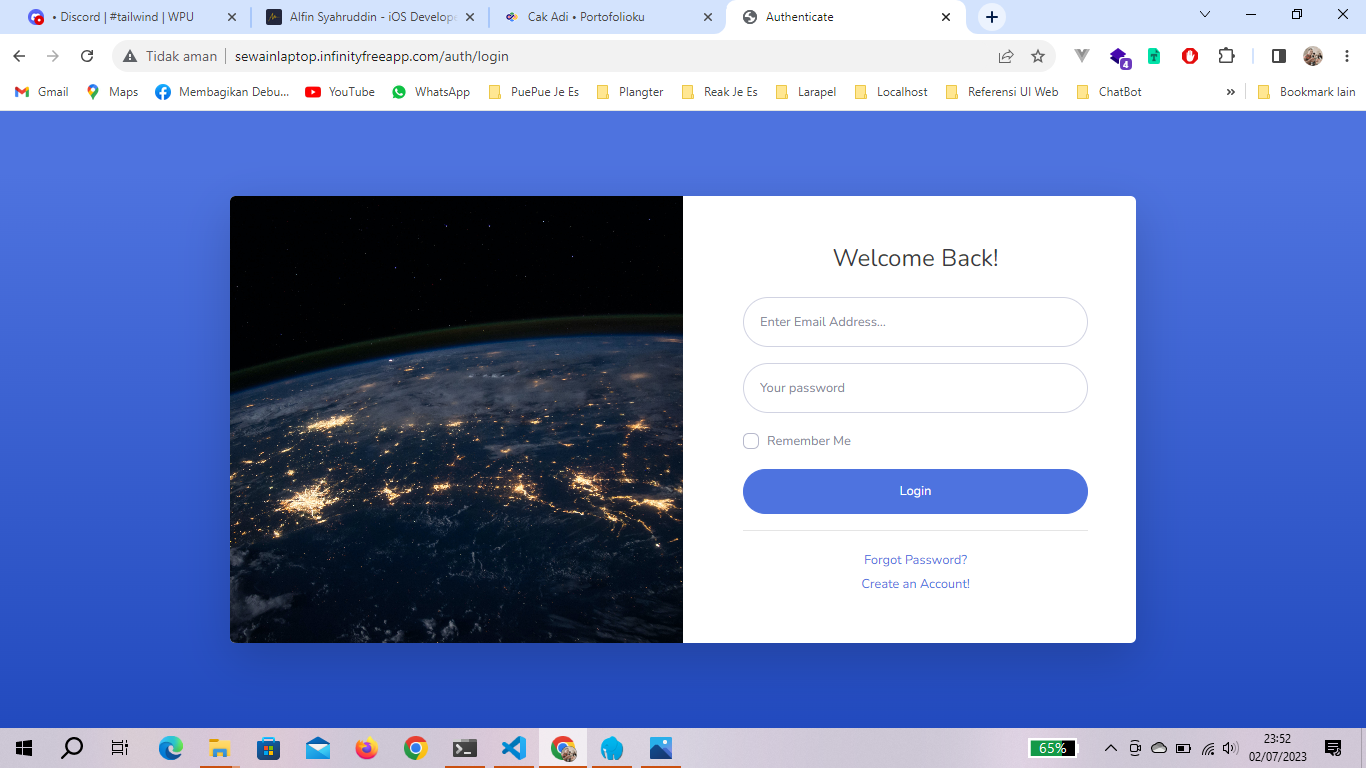 • Discord | #tailwind | WPU
Alfin Syahruddin - iOS Develope
Cak Adi • Portofolioku
Authenticate
Tidak aman
sewainlaptop.infinityfreeapp.com/auth/login
4
Gmail
Maps
Membagikan Debu...
YouTube
WhatsApp
PuePue Je Es
Plangter
Reak Je Es
Larapel
Localhost
Referensi UI Web
ChatBot
»
Bookmark lain
Welcome Back!
Enter Email Address...
Your password
Remember Me
Login
Forgot Password?
Create an Account!
65%
23:52
02/07/2023